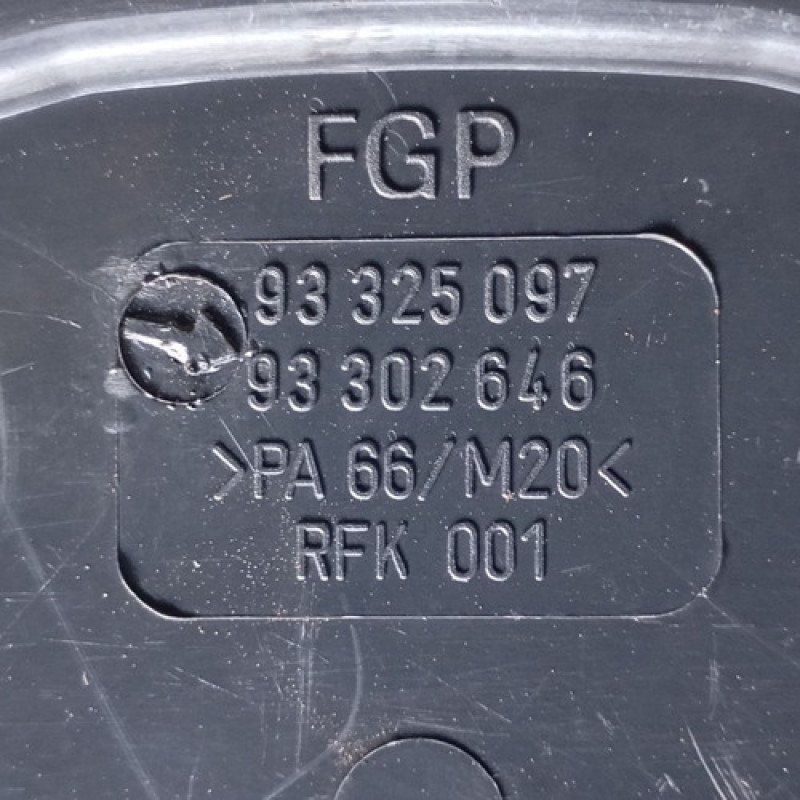 FGP
93 325 097
93 302 646
>PA 66/M20<
RFK 001